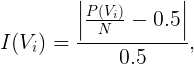 I(V_i) = \frac{\left| \frac{P(V_i)}{N} - 0.5 \right|}{0.5},